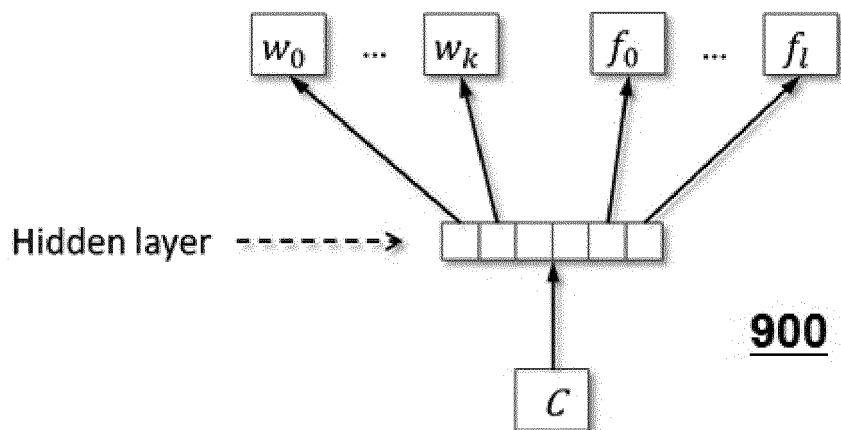 w₀ ... wₖ f₀ ... fₗ
Hidden layer
900
C